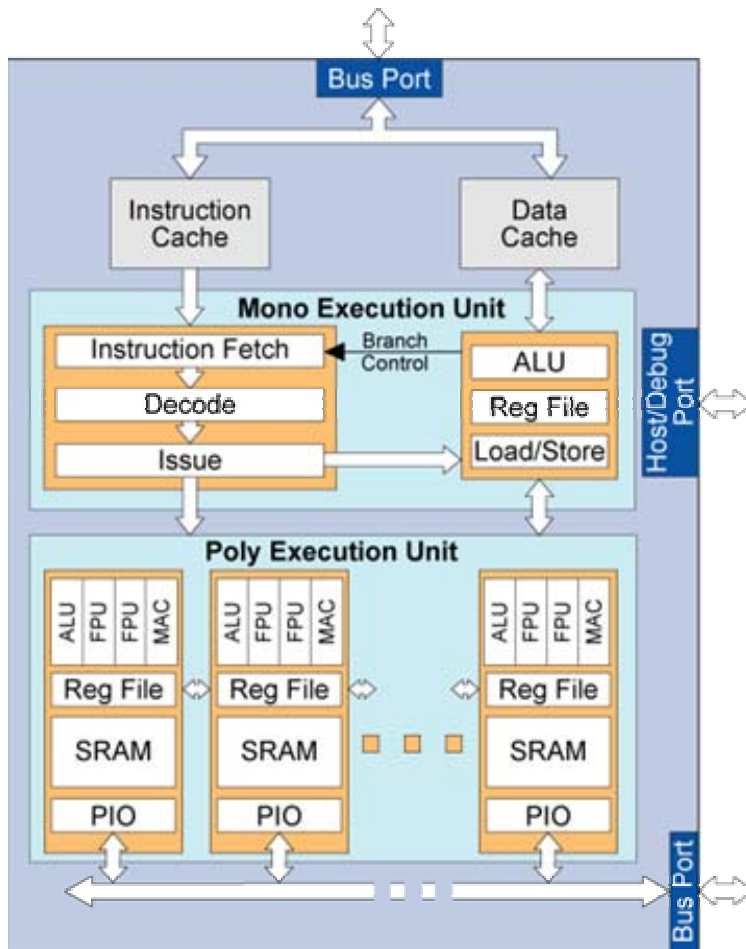 Bus Port
Instruction
Cache
Data
Cache
Mono Execution Unit
Instruction Fetch
Decode
Issue
Branch
Control
ALU
Reg File
Load/Store
Host/Debug
Port
Poly Execution Unit
ALU
FPU
FPU
MAC
Reg File
SRAM
PIO
ALU
FPU
FPU
MAC
Reg File
SRAM
PIO
ALU
FPU
FPU
MAC
Reg File
SRAM
PIO
Bus Port